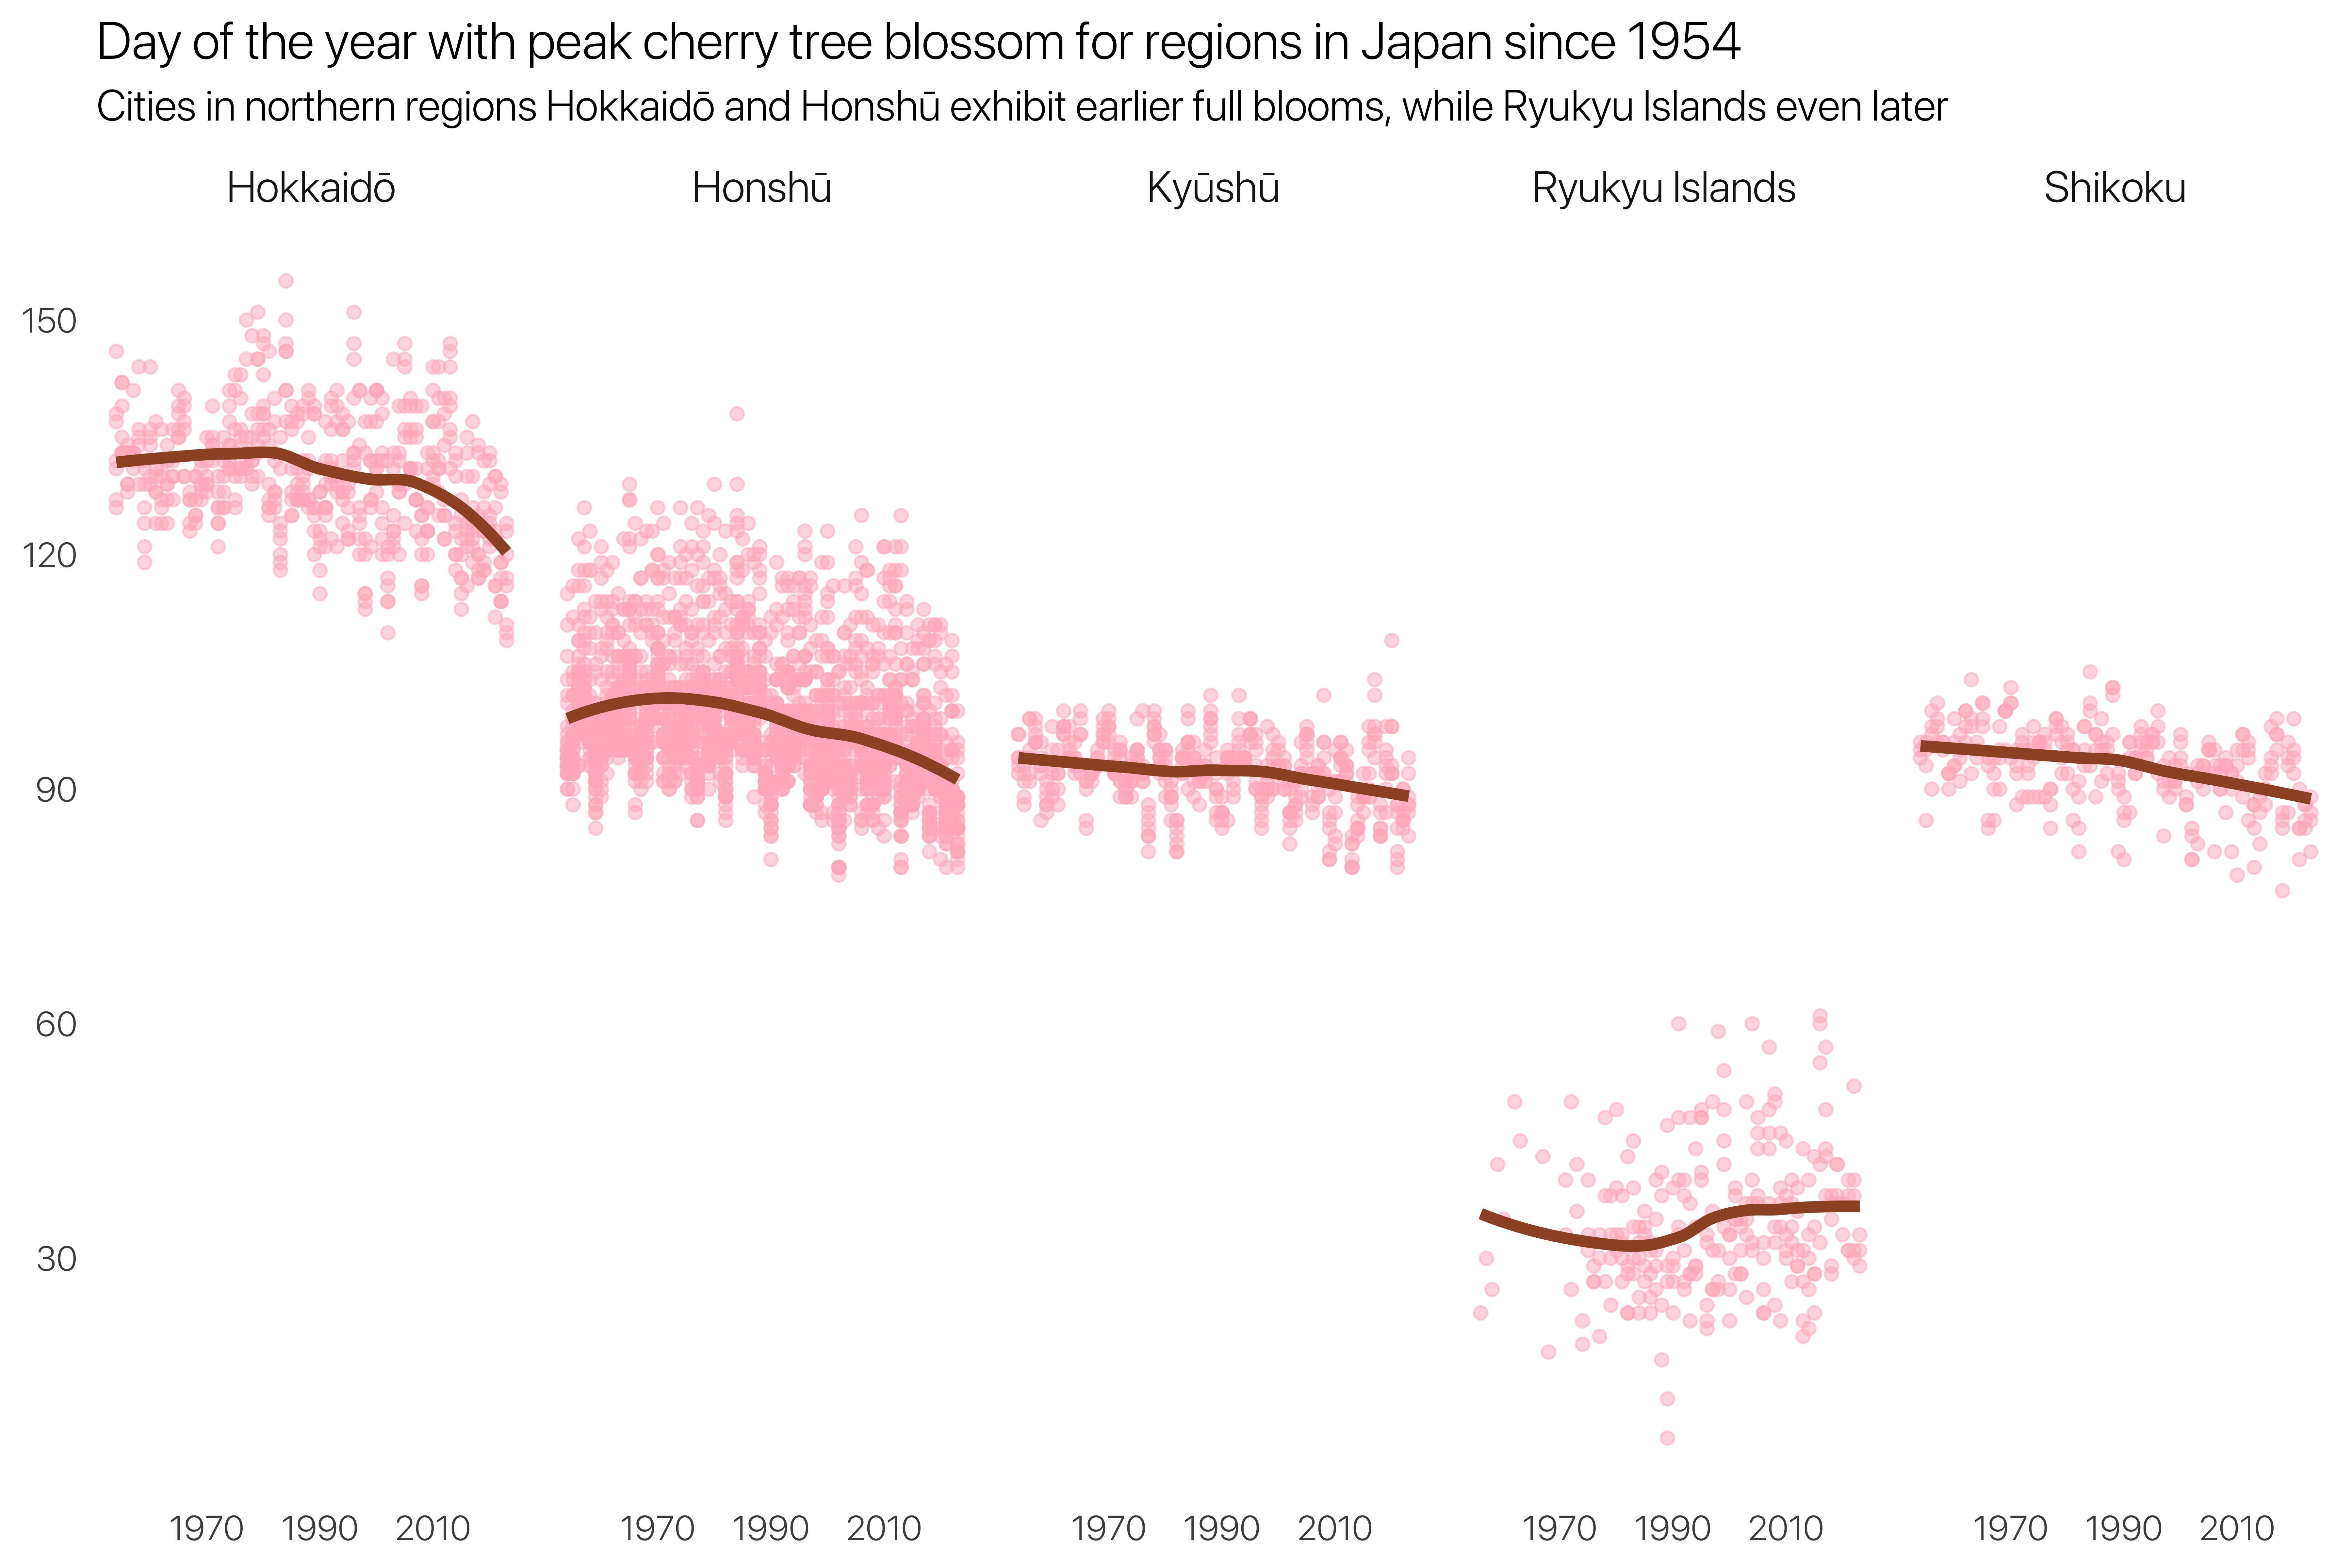 Day of the year with peak cherry tree blossom for regions in Japan since 1954
Cities in northern regions Hokkaidō and Honshū exhibit earlier full blooms, while Ryukyu Islands even later
Hokkaidō Honshū Kyūshū Ryukyu Islands Shikoku
150
120
90
60
30
1970 1990 2010 1970 1990 2010 1970 1990 2010 1970 1990 2010 1970 1990 2010